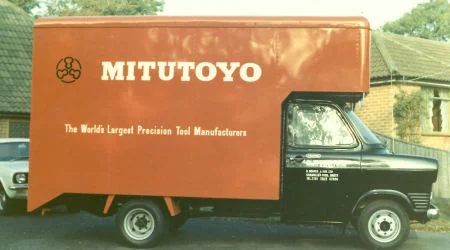 MITUTOYO
The World's Largest Precision Tool Manufacturers